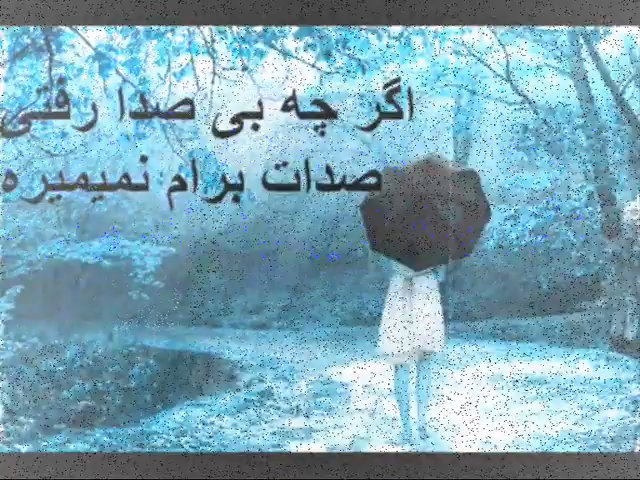 اگر چه بی صدا رفتی
صدات برام نمیمیره